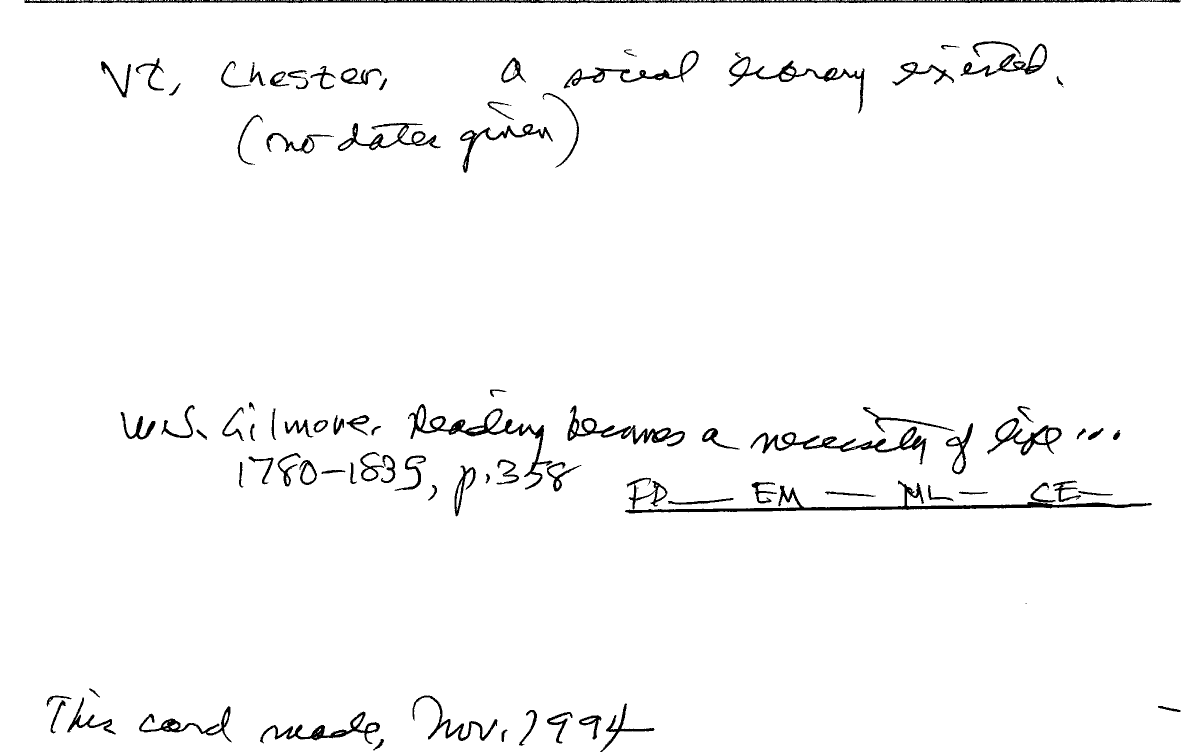 Vt, Chester, a social library existed.
(no dates given)
W.S. Gilmore. Reading becomes a necessity of life...
1780-1835, p.358 FD— EM — ML— CE—
This card made, Nov. 1994